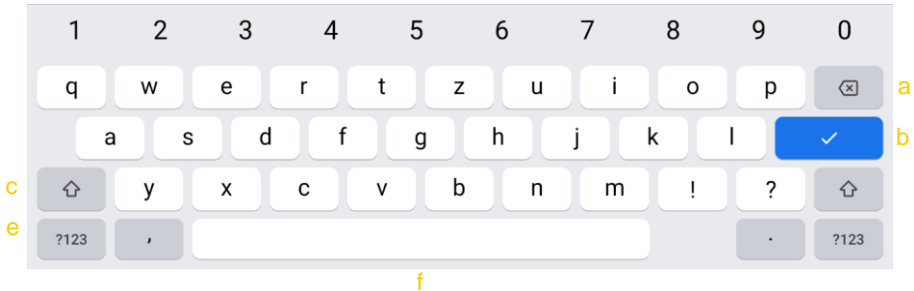 1 2 3 4 5 6 7 8 9 0
q w e r t z u i o p a
a s d f g h j k l b
c y x c v b n m ! ?
e ?123 , . ?123
f